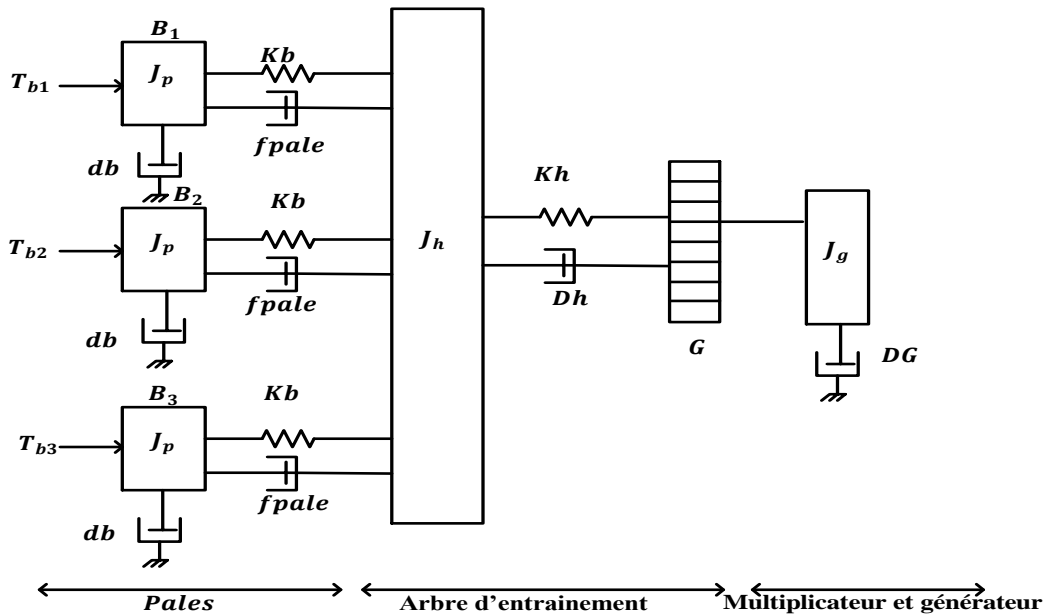 B₁
Kb
T_b1
J_p
fpale
db
B₂
Kb
T_b2
J_p
fpale
db
B₃
Kb
T_b3
J_p
fpale
db
J_h
Kh
Dh
G
J_g
DG
Pales
Arbre d'entrainement
Multiplicateur et générateur